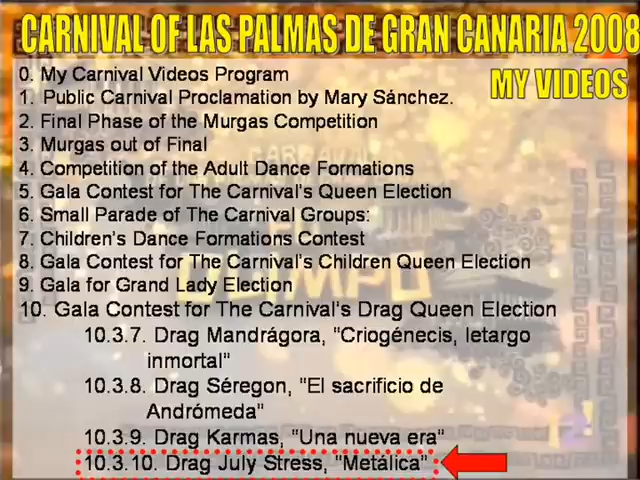 CARNIVAL OF LAS PALMAS DE GRAN CANARIA 2008
MY VIDEOS
0. My Carnival Videos Program
1. Public Carnival Proclamation by Mary Sánchez.
2. Final Phase of the Murgas Competition
3. Murgas out of Final
4. Competition of the Adult Dance Formations
5. Gala Contest for The Carnival's Queen Election
6. Small Parade of The Carnival Groups:
7. Children's Dance Formations Contest
8. Gala Contest for The Carnival's Children Queen Election
9. Gala for Grand Lady Election
10. Gala Contest for The Carnival's Drag Queen Election
10.3.7. Drag Mandrágora, "Criogénecis, letargo
inmortal"
10.3.8. Drag Séregon, "El sacrificio de
Andrómeda"
10.3.9. Drag Karmas, "Una nueva era"
10.3.10. Drag July Stress, "Metálica"